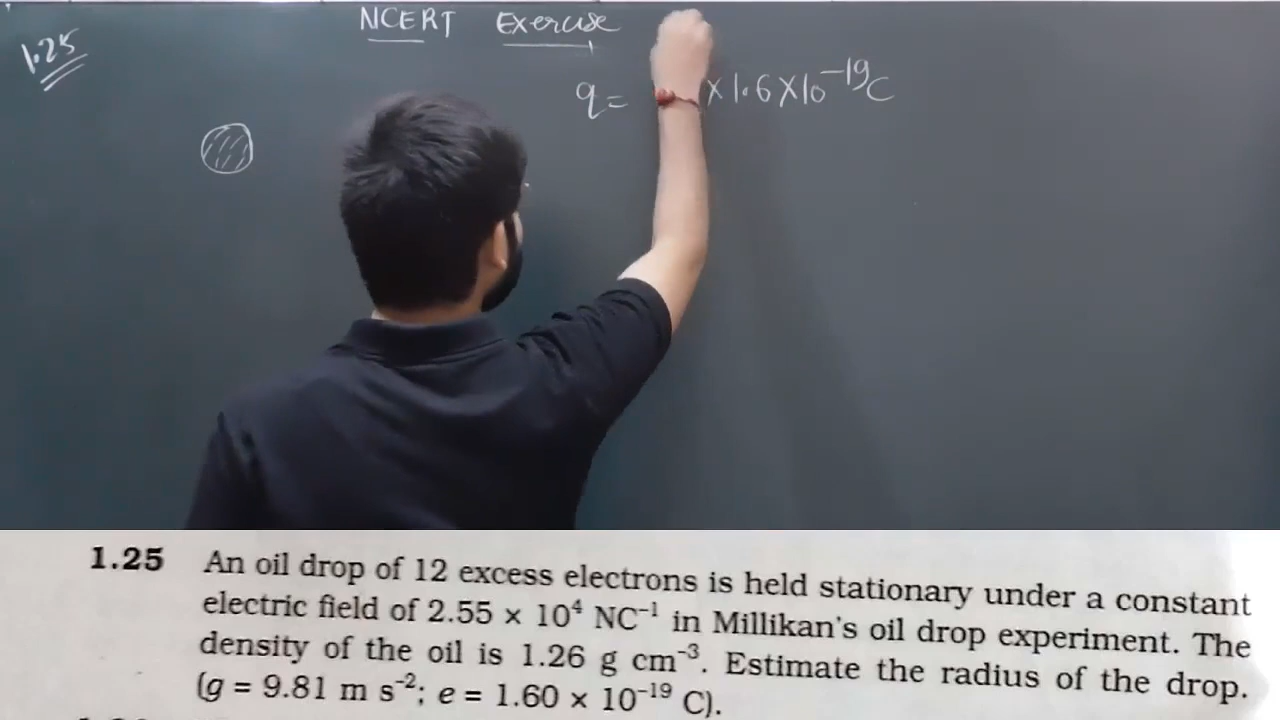 NCERT Exercise
1.25
q= ×1.6×10⁻¹⁹C
1.25 An oil drop of 12 excess electrons is held stationary under a constant
electric field of 2.55 × 10⁴ NC⁻¹ in Millikan's oil drop experiment. The
density of the oil is 1.26 g cm⁻³. Estimate the radius of the drop.
(g = 9.81 m s⁻²; e = 1.60 × 10⁻¹⁹ C).